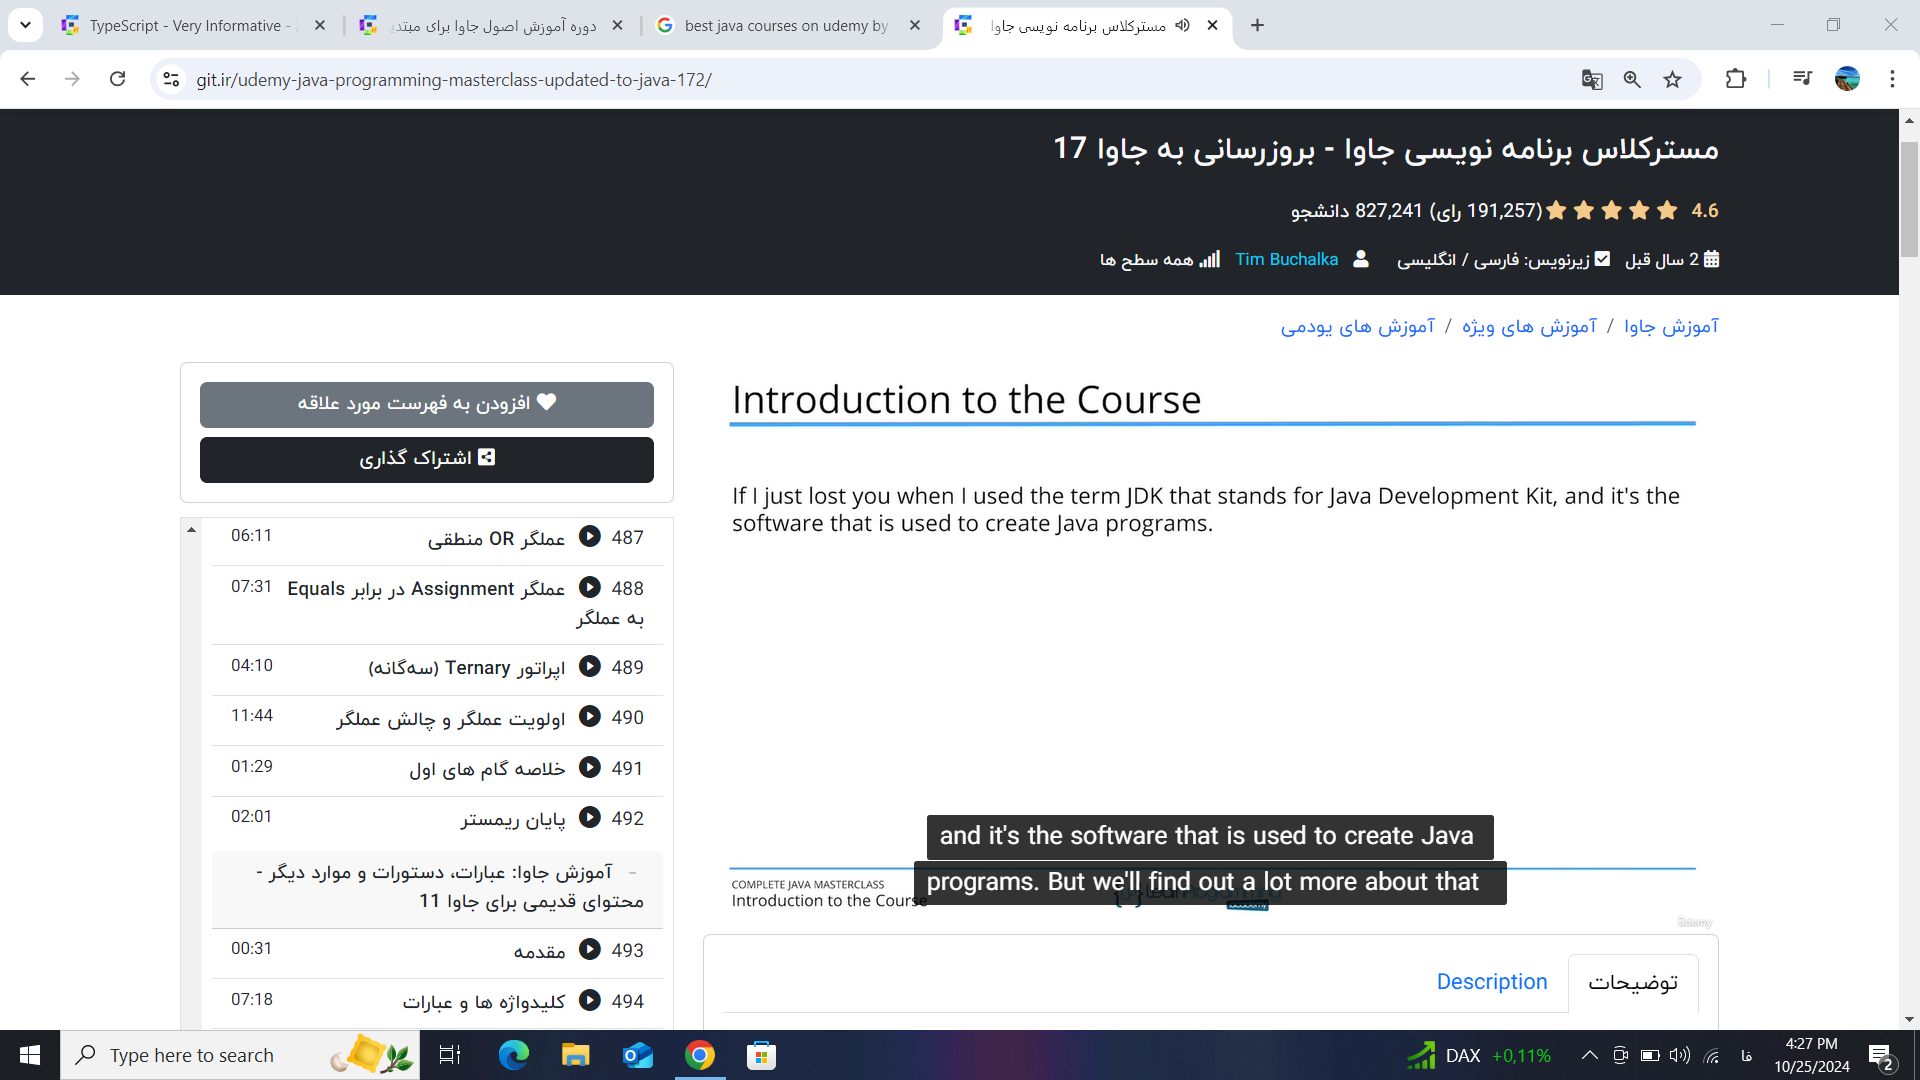 TypeScript - Very Informative - 2
دوره آموزش اصول جاوا برای مبتدی
best java courses on udemy by
مسترکلاس برنامه نویسی جاوا
git.ir/udemy-java-programming-masterclass-updated-to-java-172/
مسترکلاس برنامه نویسی جاوا - بروزرسانی به جاوا 17
4.6 (191,257 رای) 827,241 دانشجو
2 سال قبل زیرنویس: فارسی / انگلیسی Tim Buchalka همه سطح ها
آموزش جاوا / آموزش های ویژه / آموزش های یودمی
افزودن به فهرست مورد علاقه
اشتراک گذاری
487 عملگر OR منطقی 06:11
488 عملگر Assignment در برابر Equals 07:31
به عملگر
489 اپراتور Ternary (سه‌گانه) 04:10
490 اولویت عملگر و چالش عملگر 11:44
491 خلاصه گام های اول 01:29
492 پایان ریمستر 02:01
- آموزش جاوا: عبارات، دستورات و موارد دیگر -
محتوای قدیمی برای جاوا 11
493 مقدمه 00:31
494 کلیدواژه ها و عبارات 07:18
Introduction to the Course
If I just lost you when I used the term JDK that stands for Java Development Kit, and it's the
software that is used to create Java programs.
and it's the software that is used to create Java
programs. But we'll find out a lot more about that
COMPLETE JAVA MASTERCLASS
Introduction to the Course
ûdemy
توضیحات
Description
Type here to search
DAX +0,11%
فا
4:27 PM
10/25/2024
2